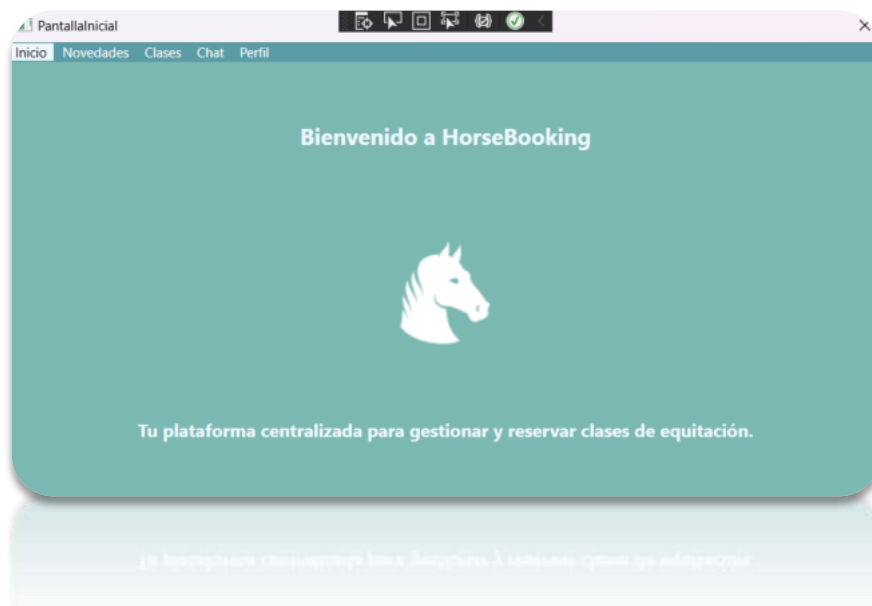 PantallaInicial
Inicio Novedades Clases Chat Perfil
Bienvenido a HorseBooking
Tu plataforma centralizada para gestionar y reservar clases de equitación.